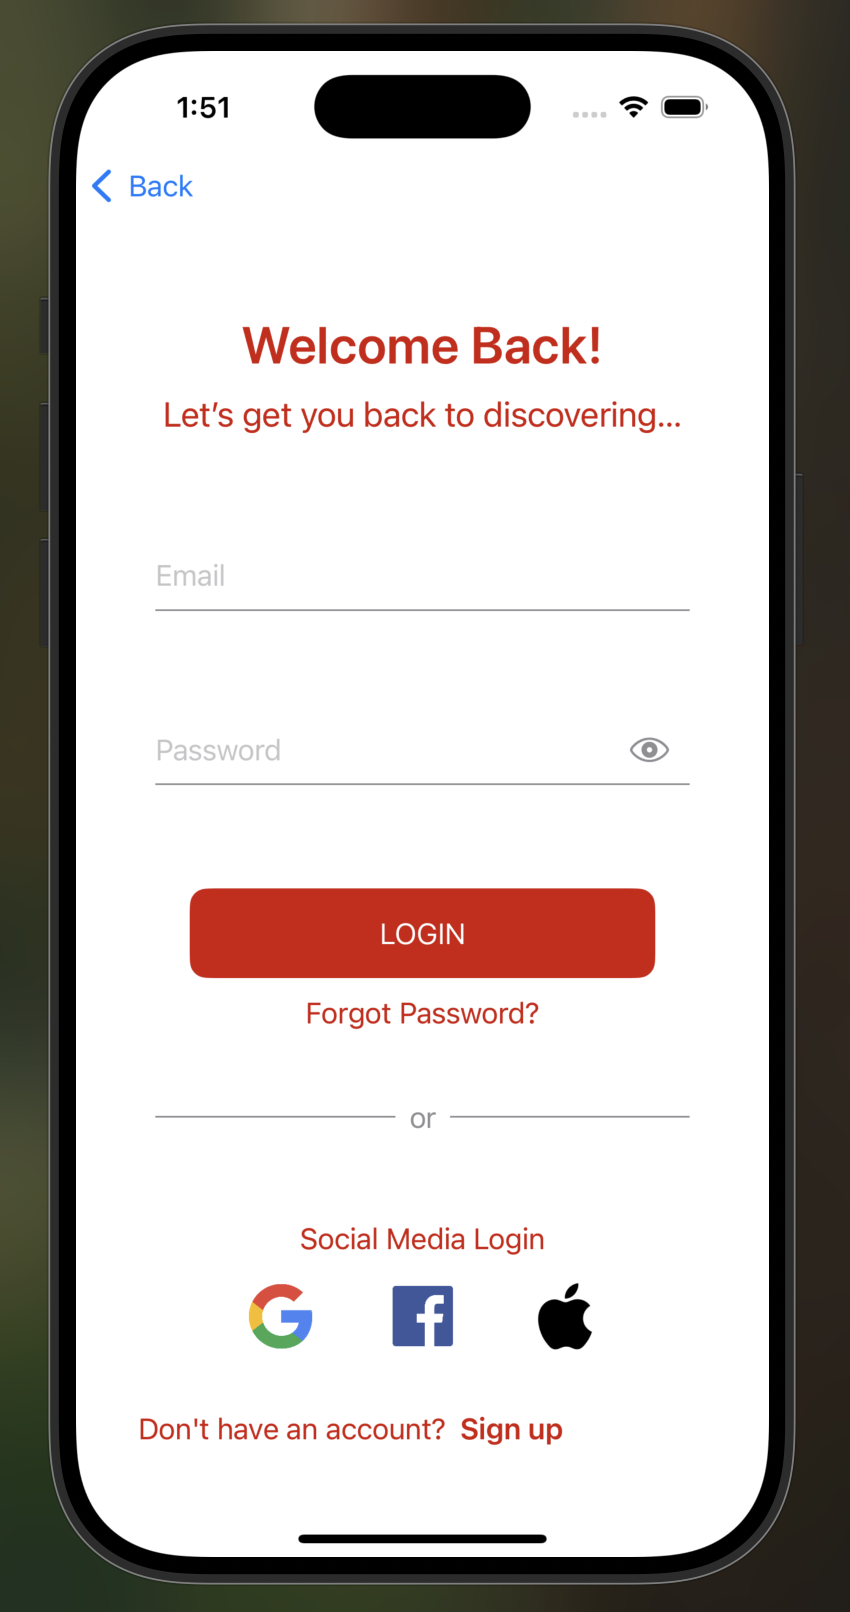 1:51
Back
Welcome Back!
Let’s get you back to discovering...
Email
Password
LOGIN
Forgot Password?
or
Social Media Login
Don't have an account? Sign up